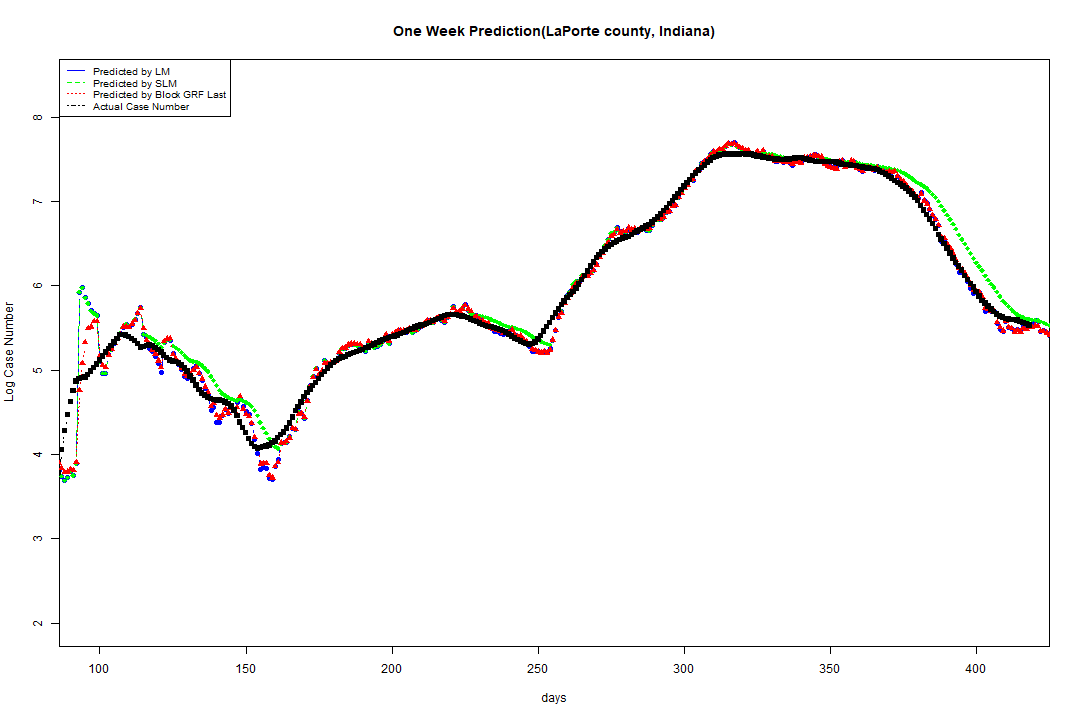 One Week Prediction(LaPorte county, Indiana)
Predicted by LM
Predicted by SLM
Predicted by Block GRF Last
Actual Case Number
8
7
6
5
4
3
2
Log Case Number
100 150 200 250 300 350 400
days